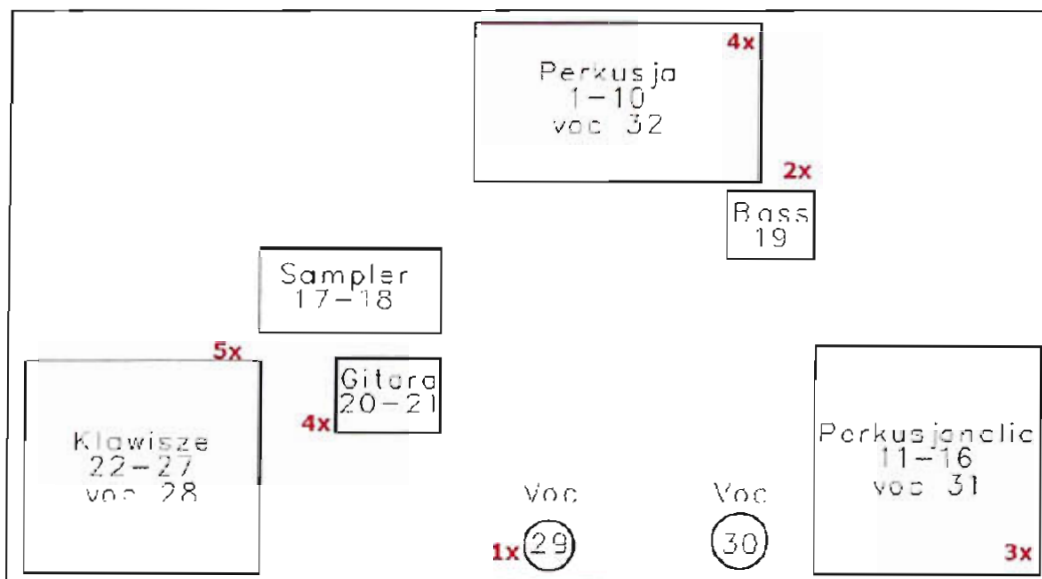 4x
Perkusja
1-10
voc 32
2x
Bass
19
Sampler
17-18
5x
Gitara
20-21
4x
Klawisze
22-27
voc 28
Perkusjonalic
11-16
voc 31
3x
Voc
1x 29
Voc
30